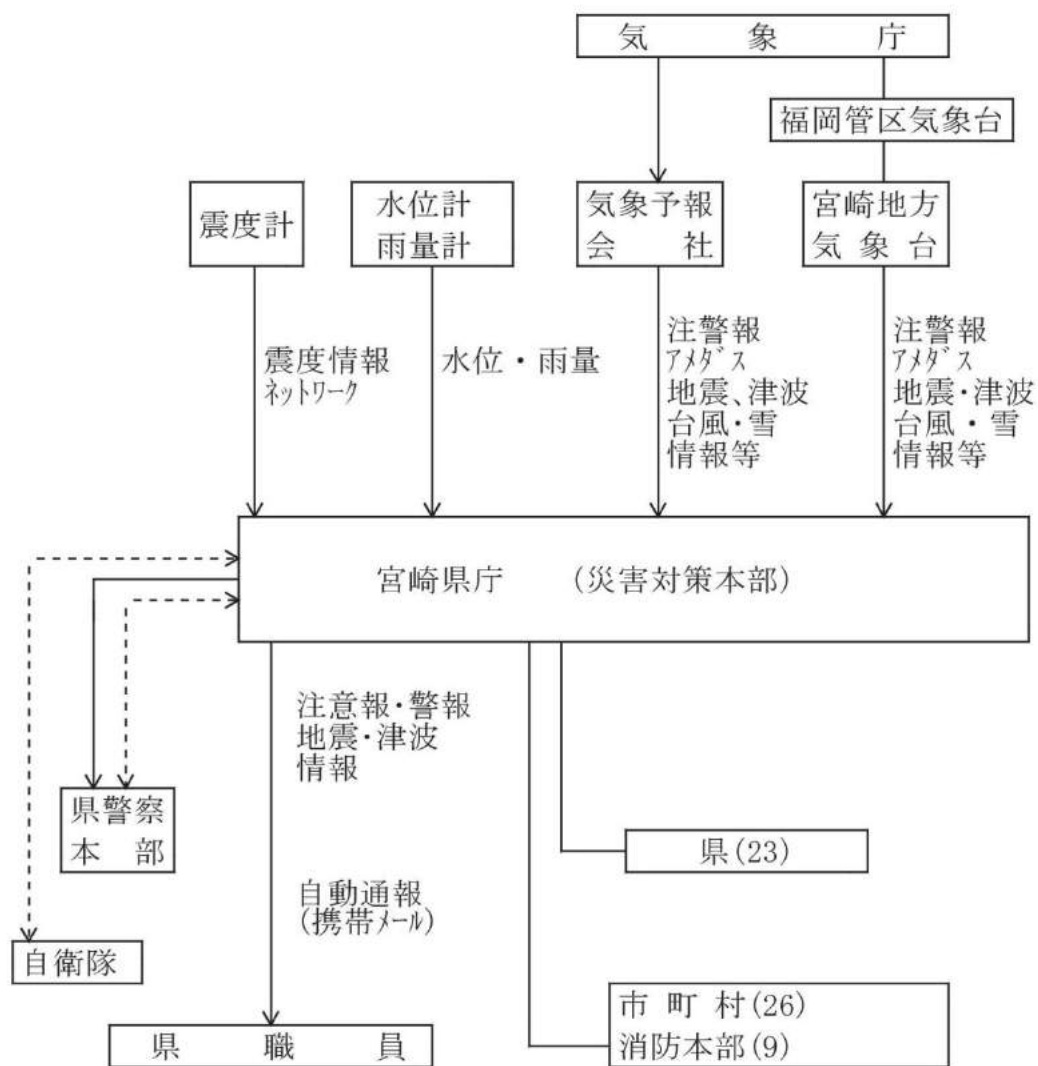 気象庁
福岡管区気象台
震度計
水位計
雨量計
気象予報
会社
宮崎地方
気象台
震度情報
ﾈｯﾄﾜｰｸ
水位・雨量
注警報
ｱﾒﾀﾞｽ
地震、津波
台風・雪
情報等
注警報
ｱﾒﾀﾞｽ
地震・津波
台風・雪
情報等
宮崎県庁 (災害対策本部)
注意報・警報
地震・津波
情報
県警察
本部
県(23)
自動通報
(携帯ﾒｰﾙ)
自衛隊
市町村(26)
消防本部(9)
県職員